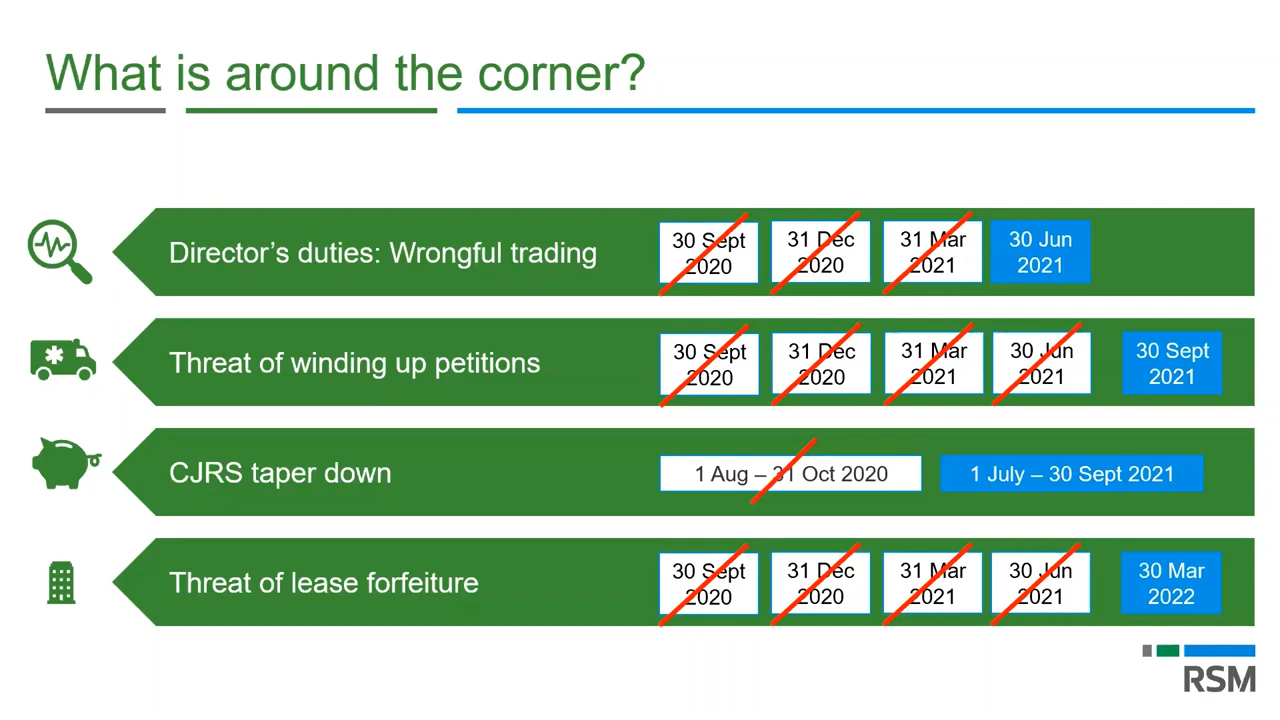 What is around the corner?
Director’s duties: Wrongful trading
30 Sept
2020
31 Dec
2020
31 Mar
2021
30 Jun
2021
Threat of winding up petitions
30 Sept
2020
31 Dec
2020
31 Mar
2021
30 Jun
2021
30 Sept
2021
CJRS taper down
1 Aug – 31 Oct 2020
1 July – 30 Sept 2021
Threat of lease forfeiture
30 Sept
2020
31 Dec
2020
31 Mar
2021
30 Jun
2021
30 Mar
2022
RSM